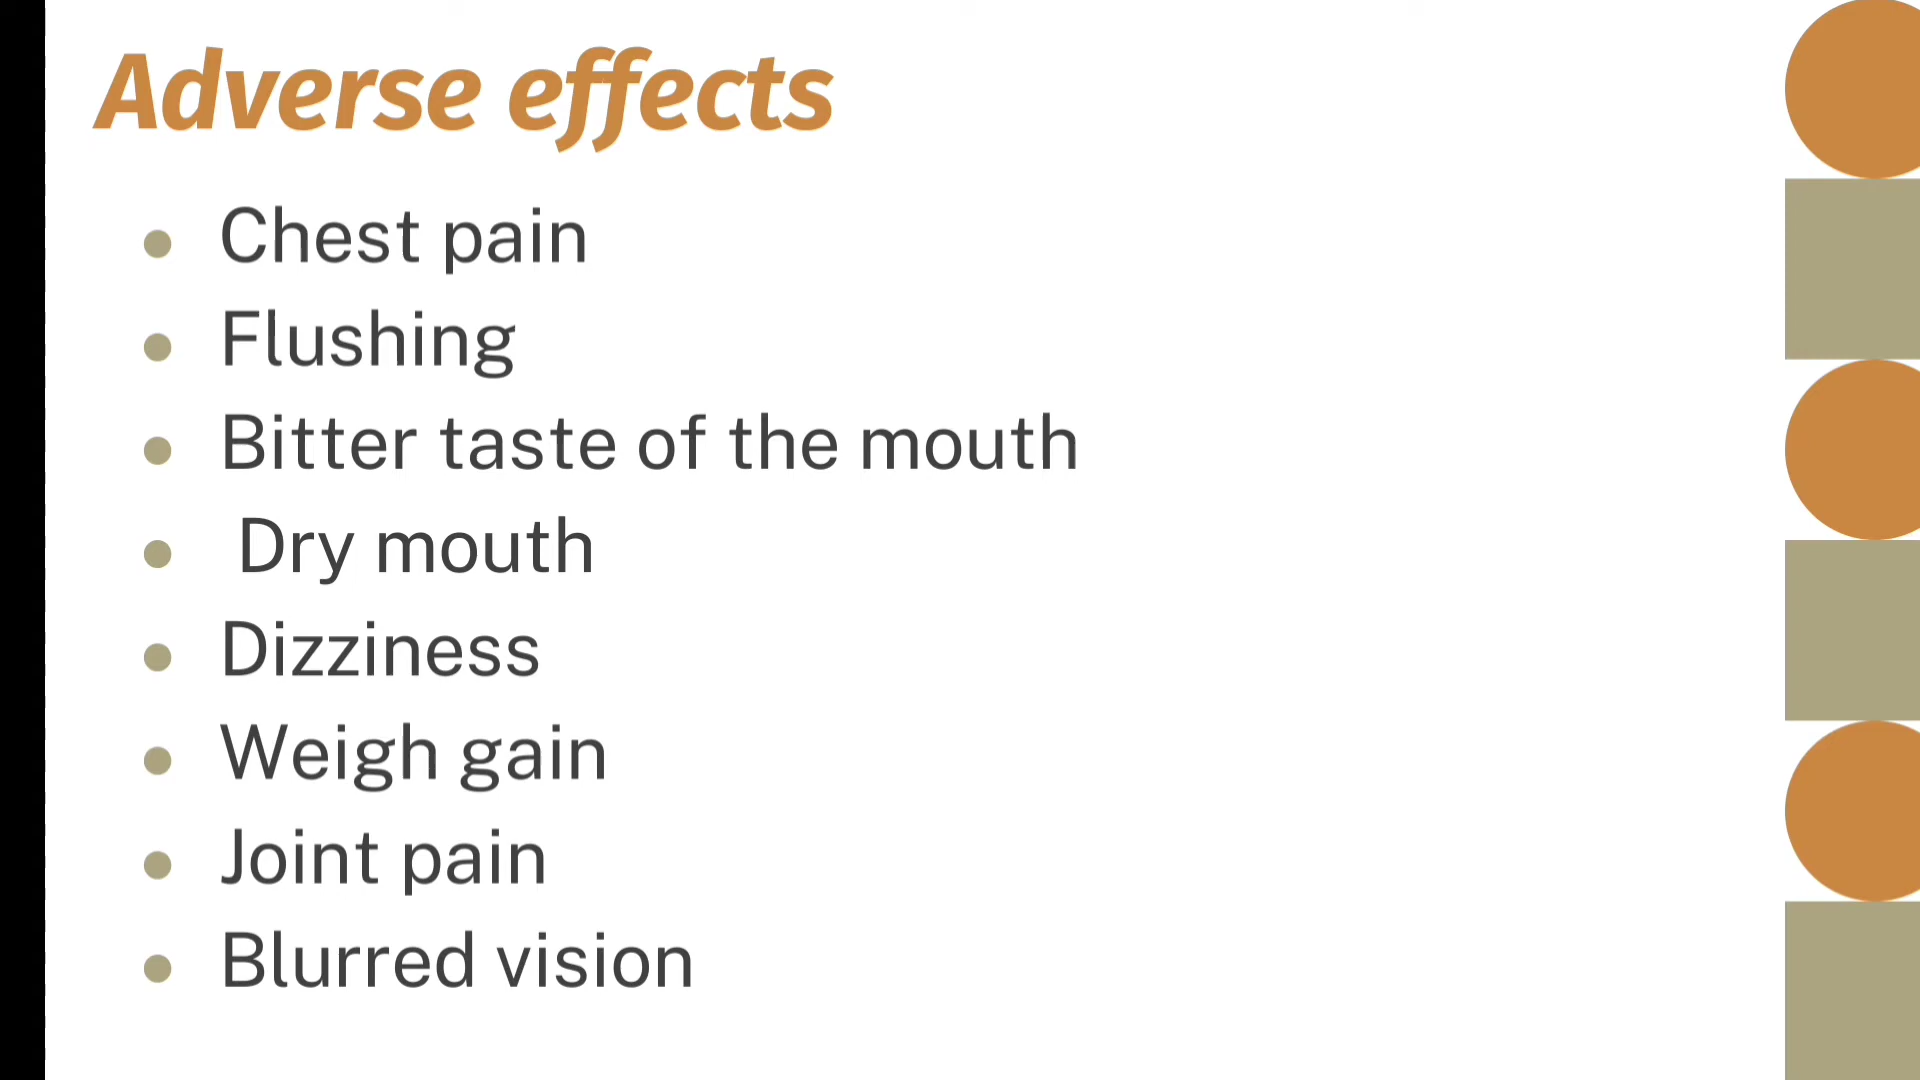 Adverse effects
Chest pain
Flushing
Bitter taste of the mouth
Dry mouth
Dizziness
Weigh gain
Joint pain
Blurred vision